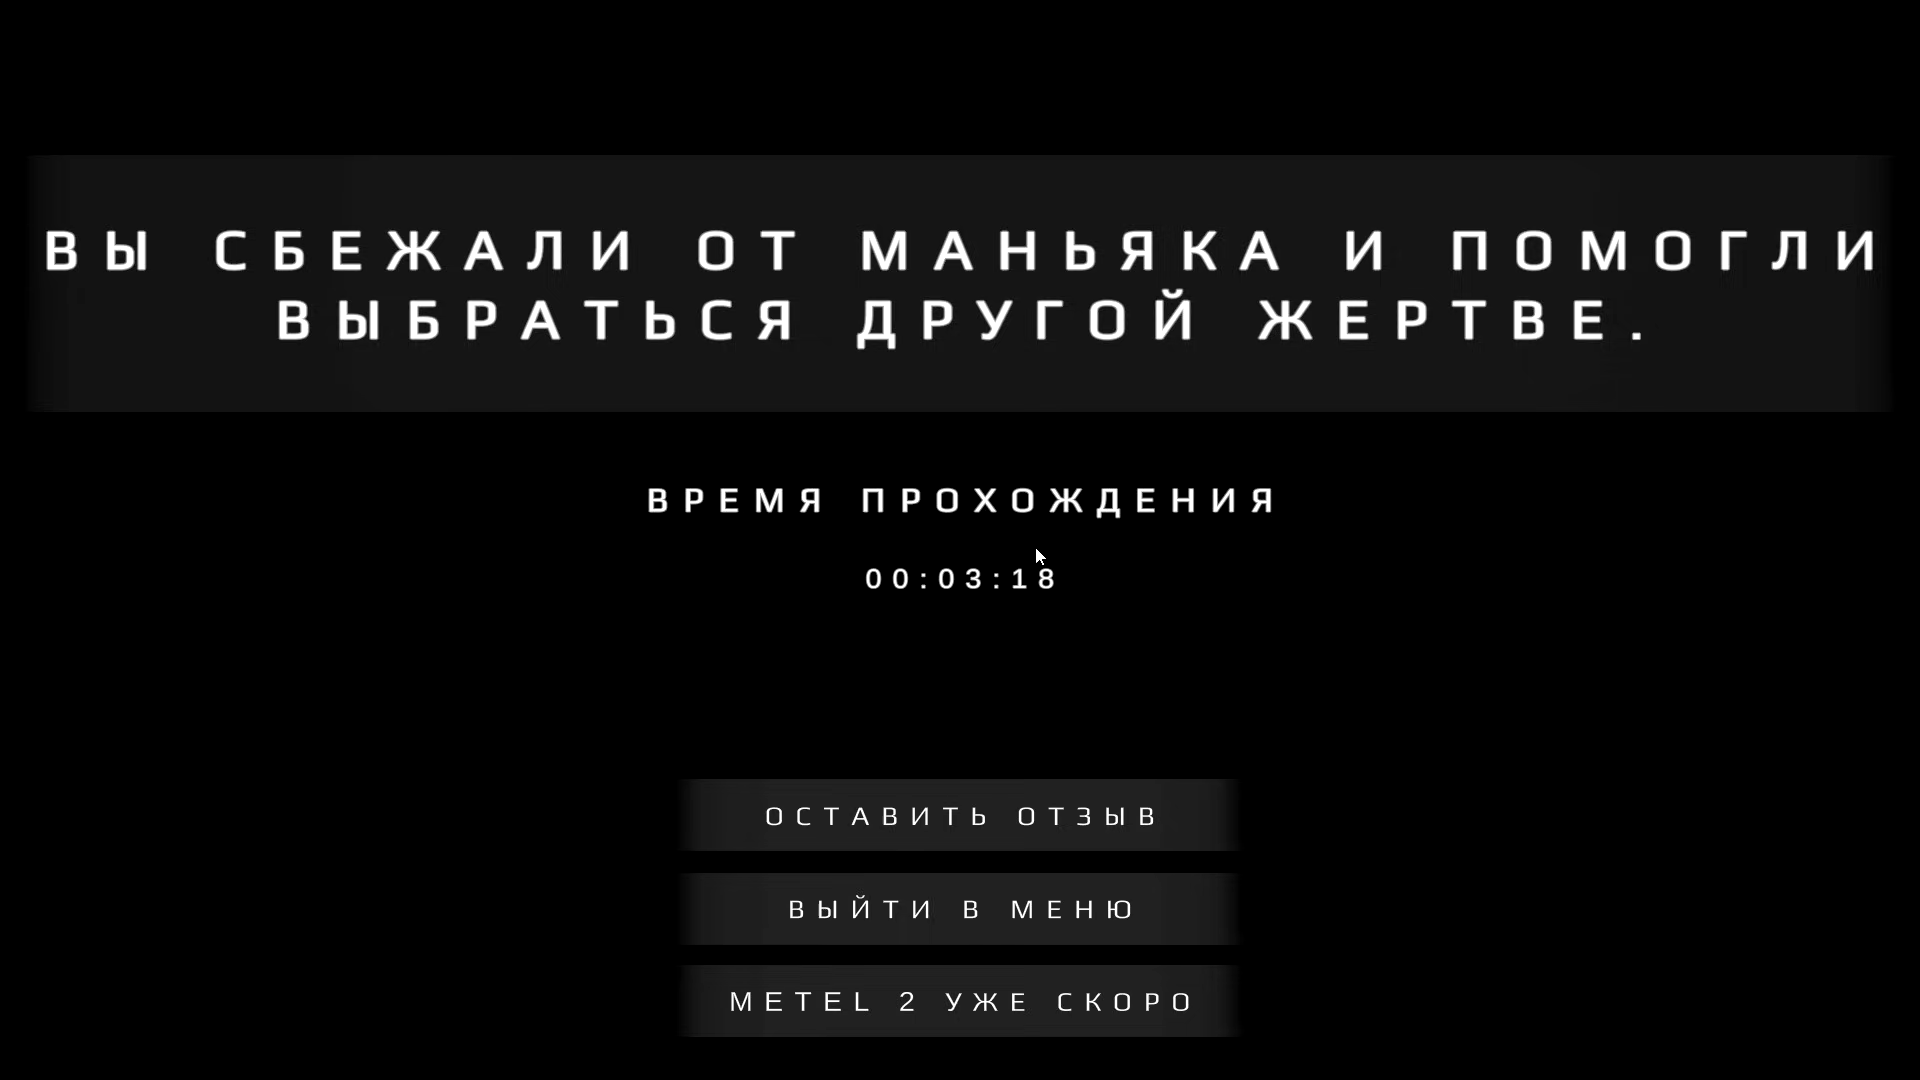 ВЫ СБЕЖАЛИ ОТ МАНЬЯКА И ПОМОГЛИ
ВЫБРАТЬСЯ ДРУГОЙ ЖЕРТВЕ.
ВРЕМЯ ПРОХОЖДЕНИЯ
00:03:18
ОСТАВИТЬ ОТЗЫВ
ВЫЙТИ В МЕНЮ
METEL 2 УЖЕ СКОРО